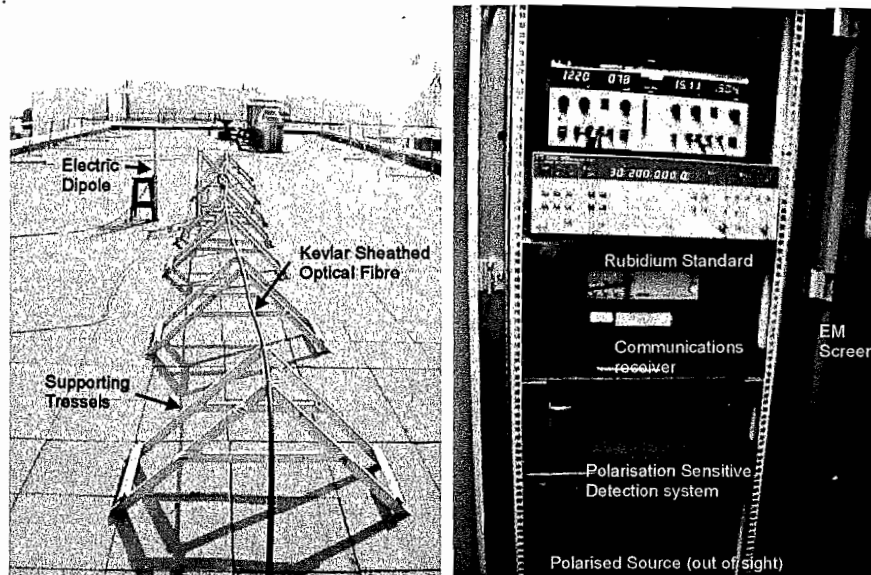 Electric
Dipole
Kevlar Sheathed
Optical Fibre
Supporting
Tressels
1220 078
15.11 .504
30.200.000.0
Rubidium Standard
Communications
receiver
EM
Screen
Polarisation Sensitive
Detection system
Polarised Source (out of sight)